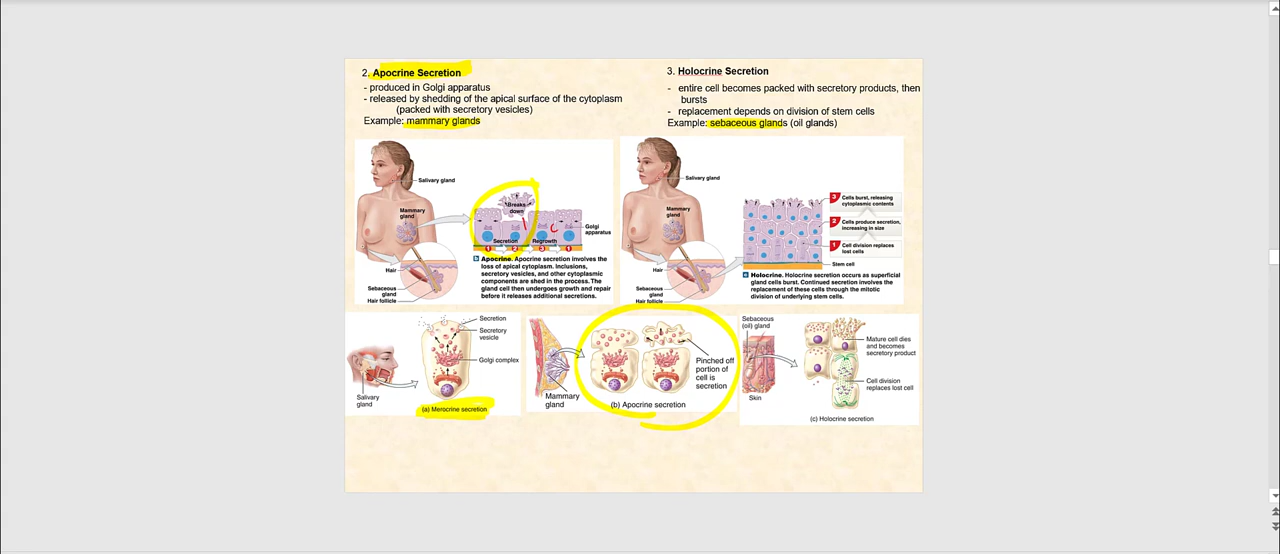 2. Apocrine Secretion
- produced in Golgi apparatus
- released by shedding of the apical surface of the cytoplasm
(packed with secretory vesicles)
Example: mammary glands
3. Holocrine Secretion
- entire cell becomes packed with secretory products, then
bursts
- replacement depends on division of stem cells
Example: sebaceous glands (oil glands)
Salivary gland
Mammary
gland
Hair
Sebaceous
gland
Hair follicle
Breaks
down
Golgi
apparatus
Secretion
Regrowth
1
2
3
1
b Apocrine. Apocrine secretion involves the
loss of apical cytoplasm. Inclusions,
secretory vesicles, and other cytoplasmic
components are shed in the process. The
gland cell then undergoes growth and repair
before it releases additional secretions.
Salivary gland
Mammary
gland
Hair
Sebaceous
gland
Hair follicle
3 Cells burst, releasing
cytoplasmic contents
2 Cells produce secretion,
increasing in size
1 Cell division replaces
lost cells
Stem cell
c Holocrine. Holocrine secretion occurs as superficial
gland cells burst. Continued secretion involves the
replacement of these cells through the mitotic
division of underlying stem cells.
Secretion
Secretory
vesicle
Golgi complex
Salivary
gland
(a) Merocrine secretion
Mammary
gland
Pinched off
portion of
cell is
secretion
(b) Apocrine secretion
Sebaceous
(oil) gland
Skin
Mature cell dies
and becomes
secretory product
Cell division
replaces lost cell
(c) Holocrine secretion